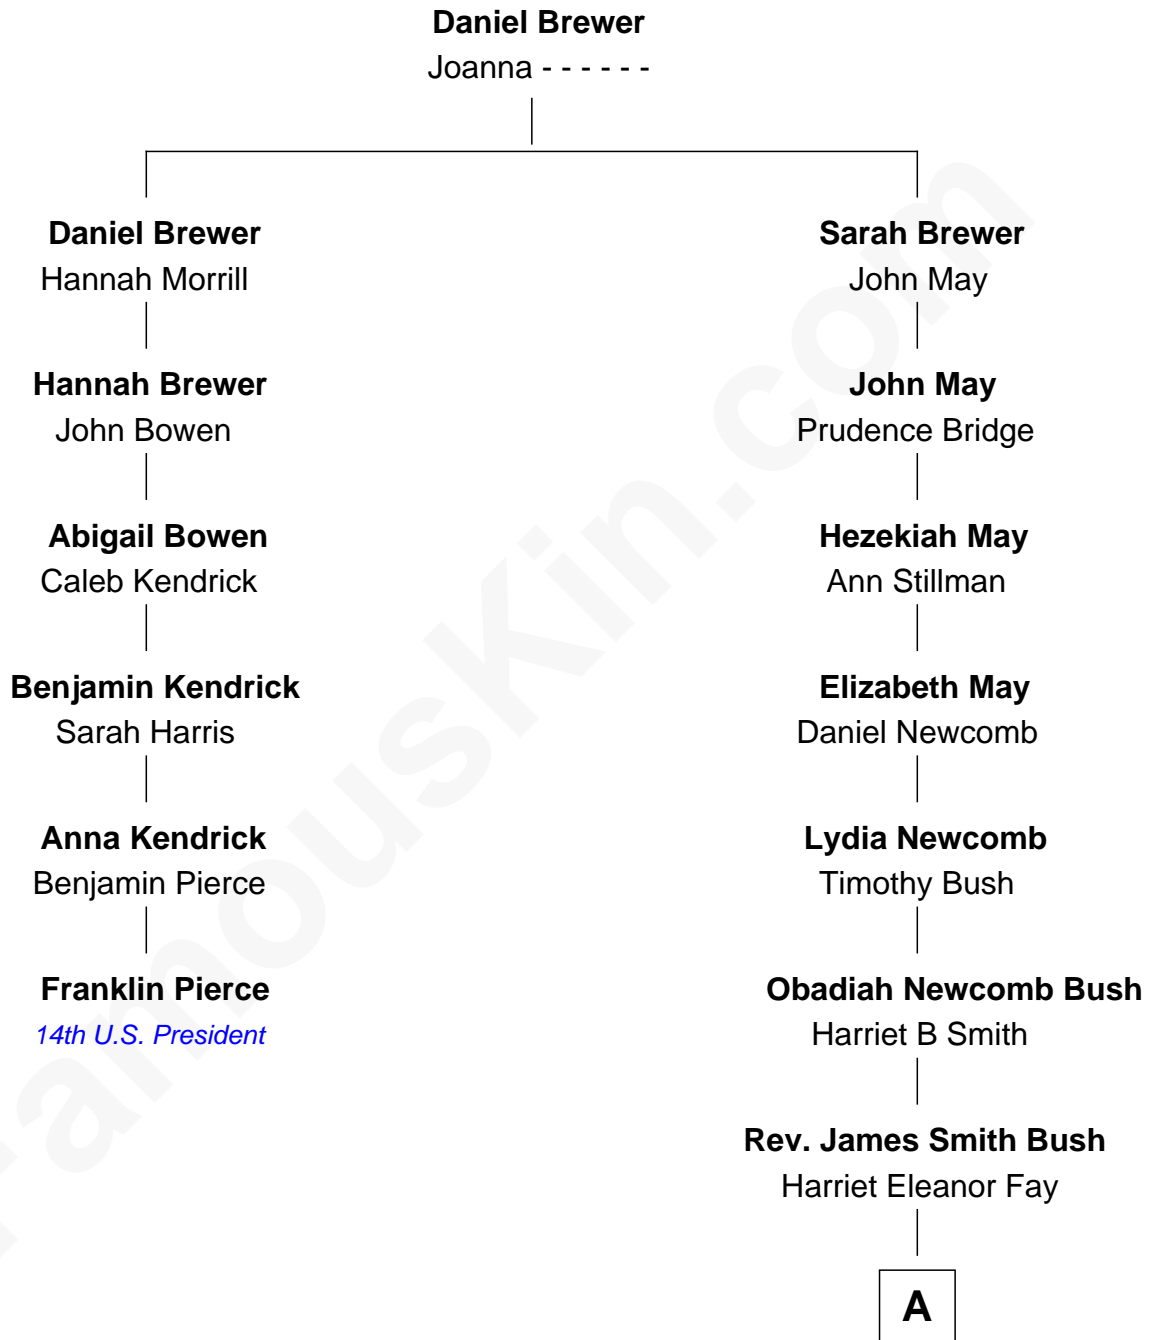 Daniel Brewer
Joanna - - - - - -
Daniel Brewer
Hannah Morrill
Hannah Brewer
John Bowen
Abigail Bowen
Caleb Kendrick
Benjamin Kendrick
Sarah Harris
Anna Kendrick
Benjamin Pierce
Franklin Pierce
14th U.S. President
Sarah Brewer
John May
John May
Prudence Bridge
Hezekiah May
Ann Stillman
Elizabeth May
Daniel Newcomb
Lydia Newcomb
Timothy Bush
Obadiah Newcomb Bush
Harriet B Smith
Rev. James Smith Bush
Harriet Eleanor Fay
A
FamousKin.com